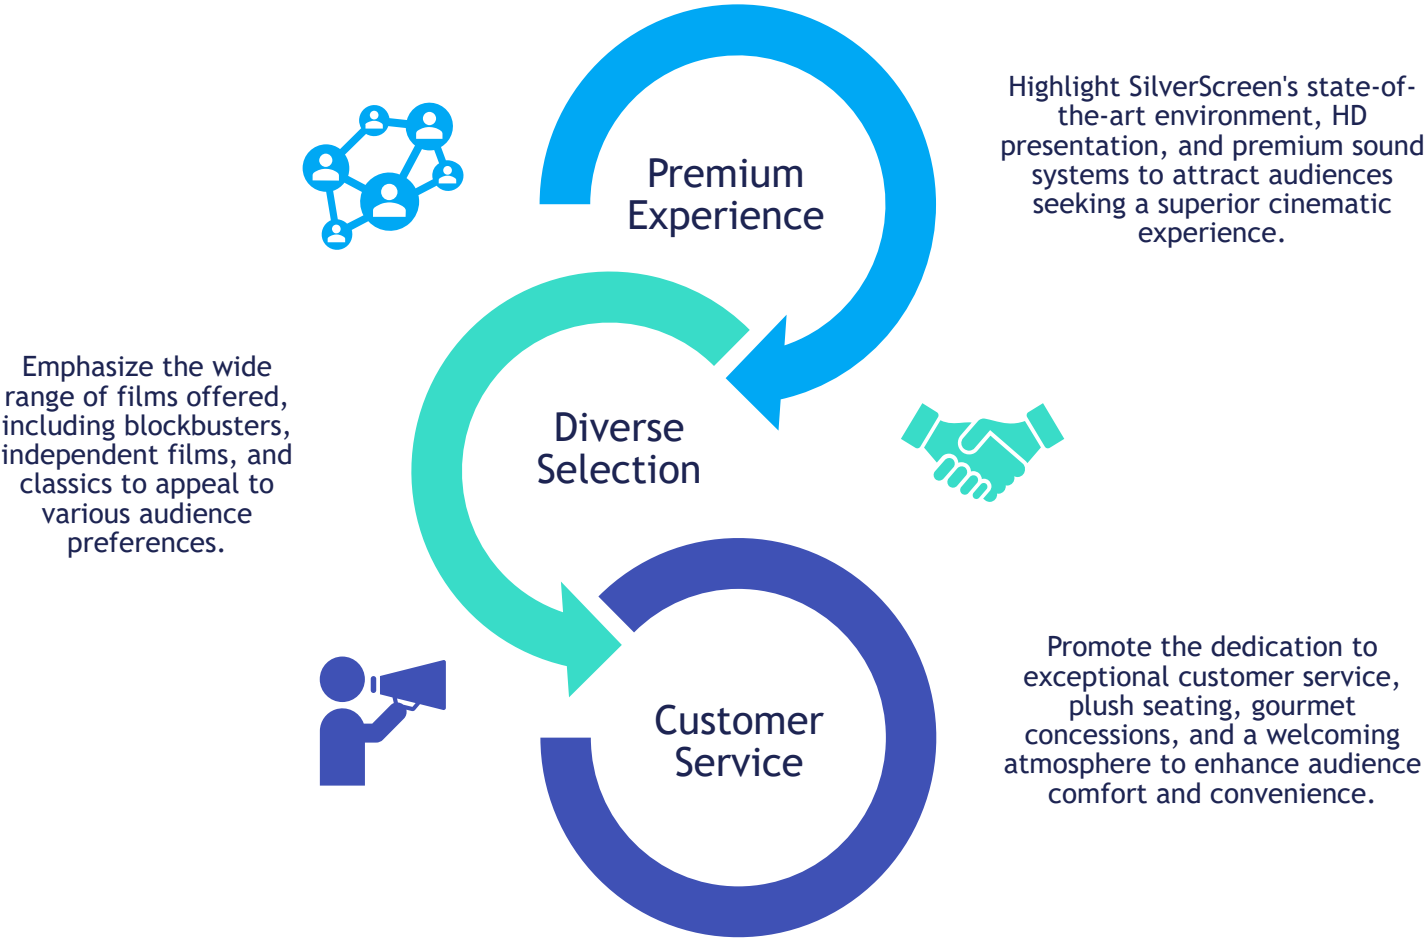 Premium
Experience
Highlight SilverScreen's state-of-
the-art environment, HD
presentation, and premium sound
systems to attract audiences
seeking a superior cinematic
experience.
Emphasize the wide
range of films offered,
including blockbusters,
independent films, and
classics to appeal to
various audience
preferences.
Diverse
Selection
Customer
Service
Promote the dedication to
exceptional customer service,
plush seating, gourmet
concessions, and a welcoming
atmosphere to enhance audience
comfort and convenience.